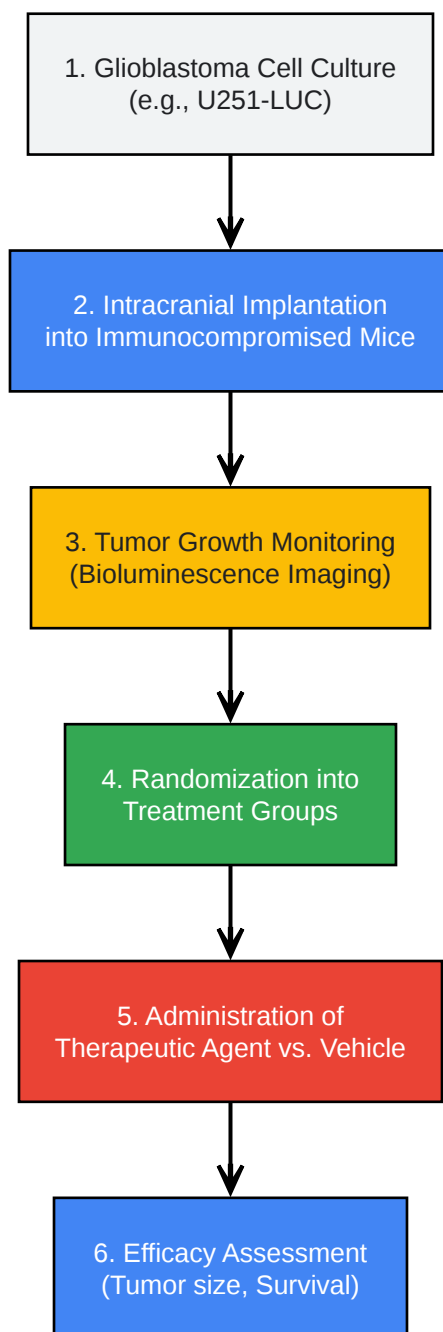 1. Glioblastoma Cell Culture
(e.g., U251-LUC)
2. Intracranial Implantation
into Immunocompromised Mice
3. Tumor Growth Monitoring
(Bioluminescence Imaging)
4. Randomization into
Treatment Groups
5. Administration of
Therapeutic Agent vs. Vehicle
6. Efficacy Assessment
(Tumor size, Survival)